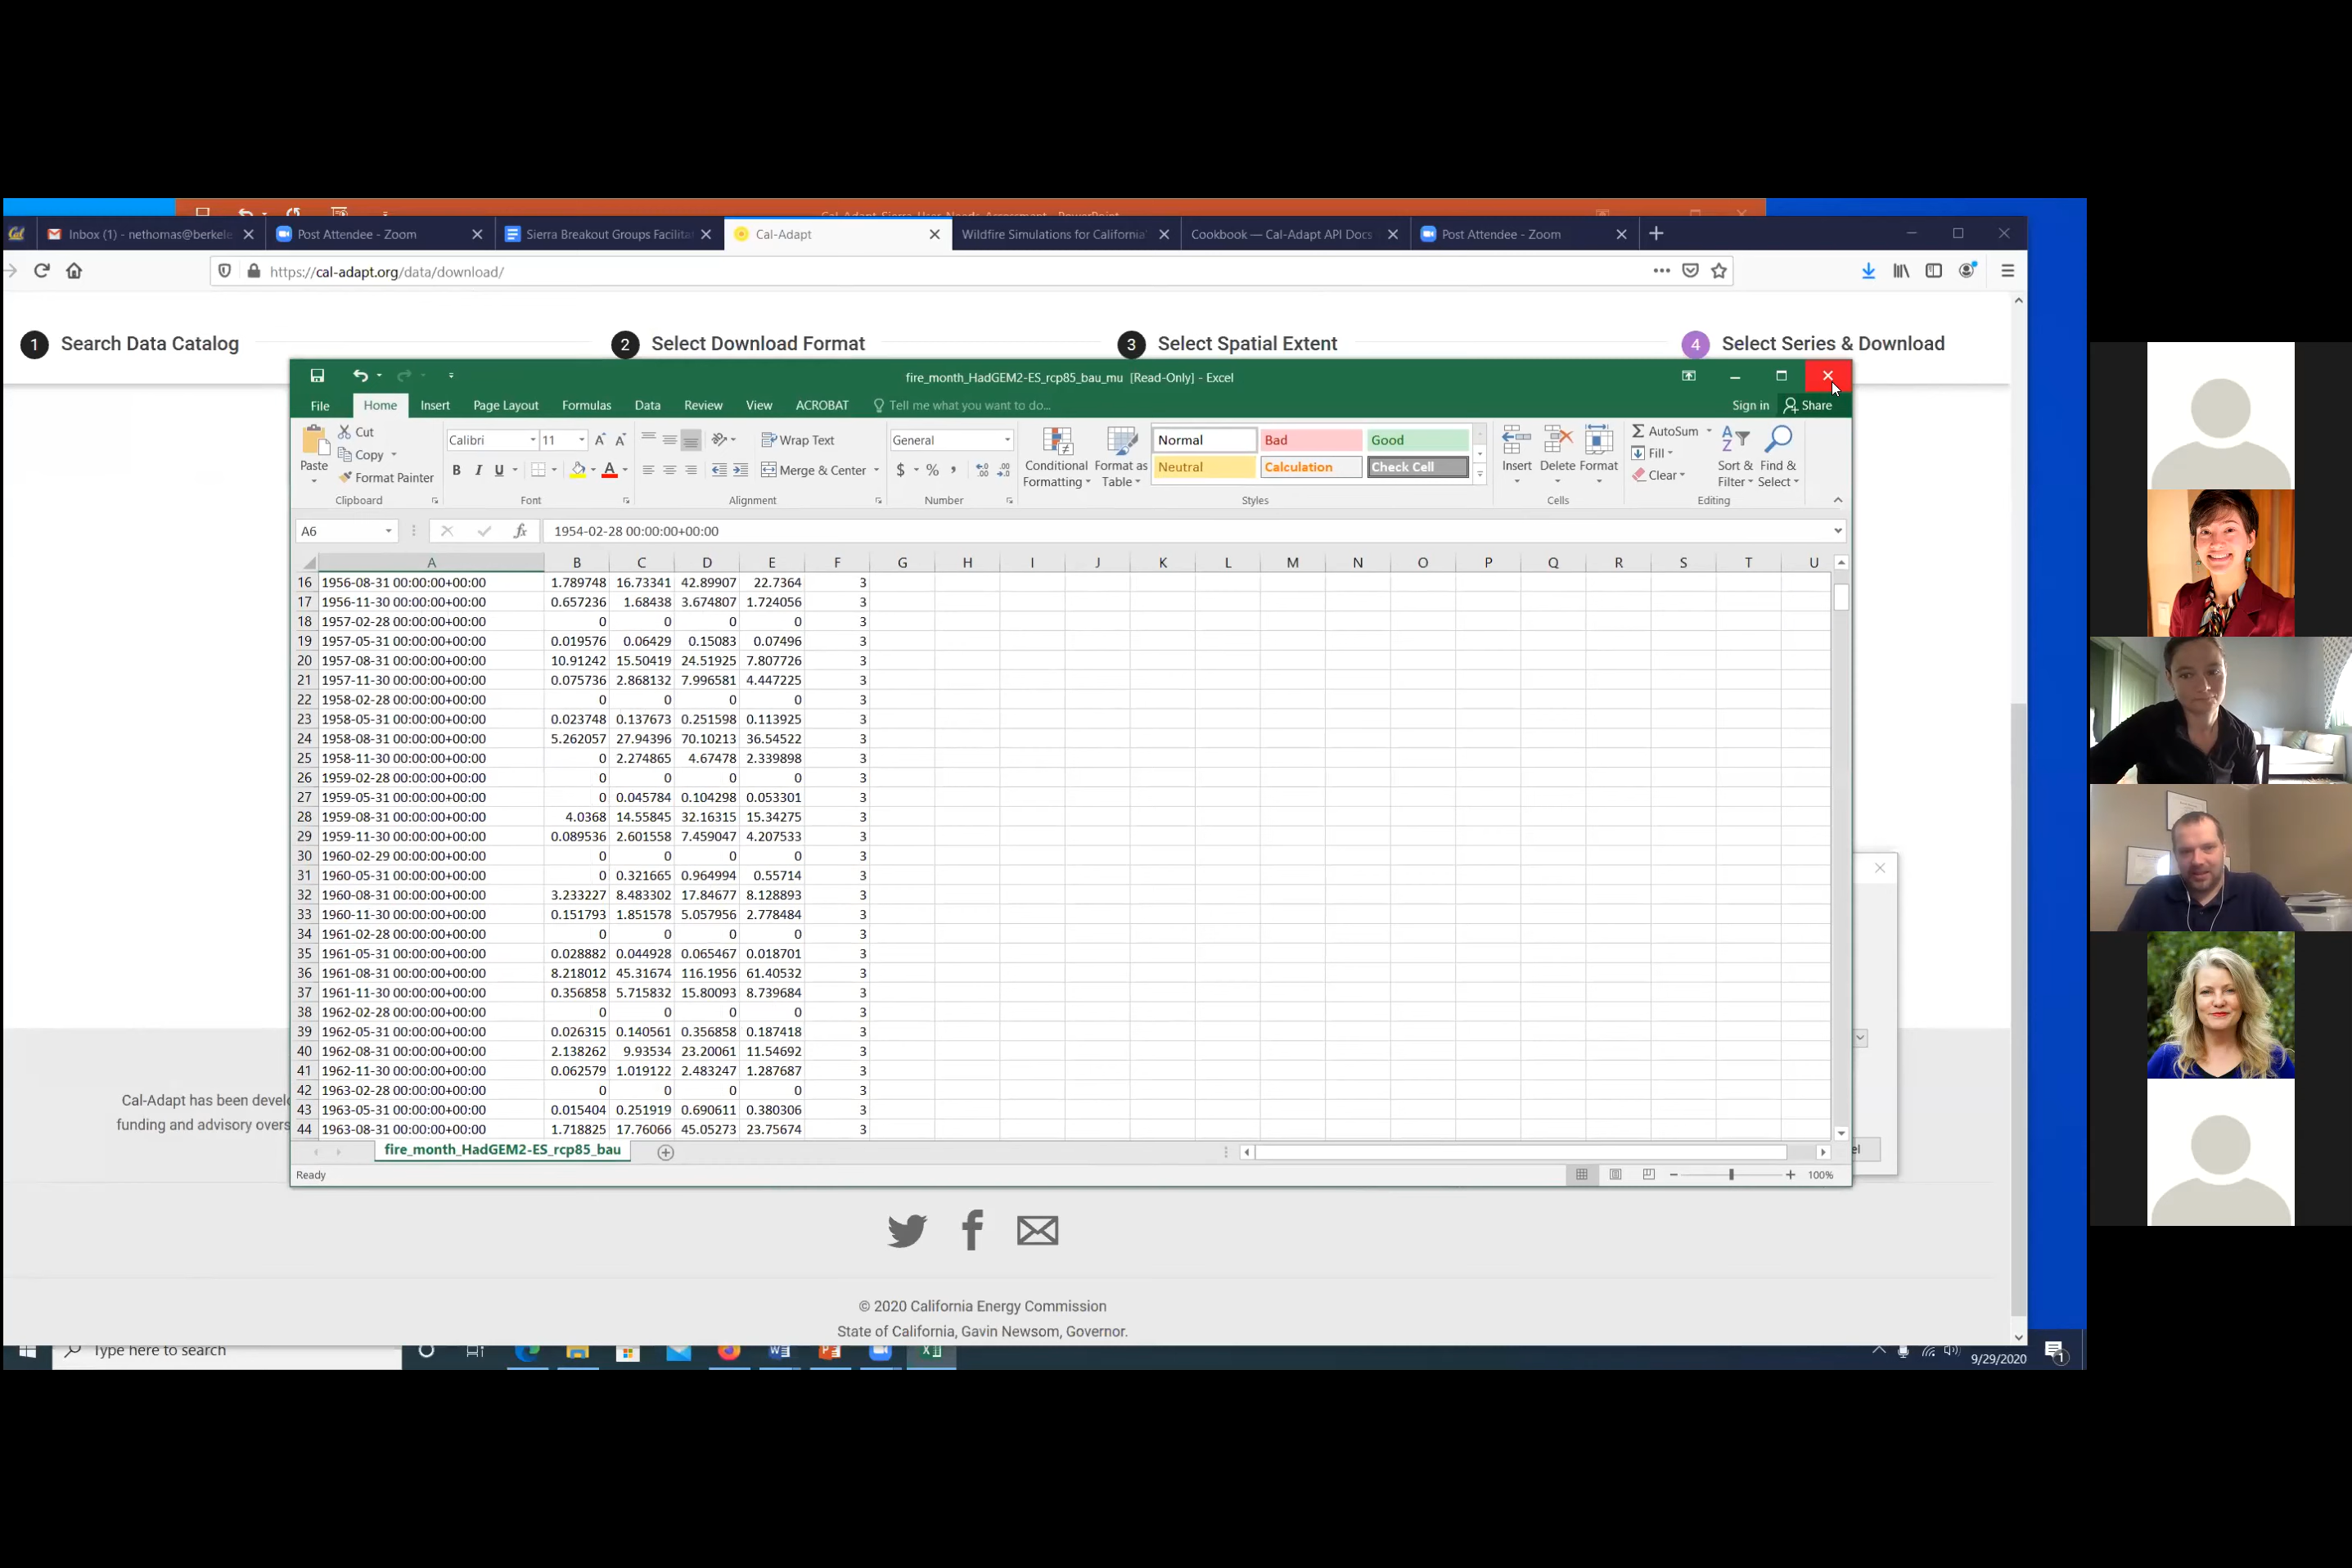 Cal-Adapt Sierra User Needs Assessment - PowerPoint
Inbox (1) - nethomas@berkele
Post Attendee - Zoom
Sierra Breakout Groups Facilitat
Cal-Adapt
Wildfire Simulations for California'
Cookbook — Cal-Adapt API Docs
Post Attendee - Zoom
https://cal-adapt.org/data/download/
1 Search Data Catalog
2 Select Download Format
3 Select Spatial Extent
4 Select Series & Download
fire_month_HadGEM2-ES_rcp85_bau_mu [Read-Only] - Excel
File Home Insert Page Layout Formulas Data Review View ACROBAT Tell me what you want to do... Sign in Share
Paste
Cut
Copy
Format Painter
Clipboard
Calibri 11
B I U
Font
Wrap Text
Merge & Center
Alignment
General
$ % ,
Number
Conditional Formatting
Format as Table
Normal Bad Good
Neutral Calculation Check Cell
Styles
Insert Delete Format
Cells
AutoSum
Fill
Clear
Sort & Filter
Find & Select
Editing
A6 fx 1954-02-28 00:00:00+00:00
A B C D E F G H I J K L M N O P Q R S T U
16 1956-08-31 00:00:00+00:00 1.789748 16.73341 42.89907 22.7364 3
17 1956-11-30 00:00:00+00:00 0.657236 1.68438 3.674807 1.724056 3
18 1957-02-28 00:00:00+00:00 0 0 0 0 3
19 1957-05-31 00:00:00+00:00 0.019576 0.06429 0.15083 0.07496 3
20 1957-08-31 00:00:00+00:00 10.91242 15.50419 24.51925 7.807726 3
21 1957-11-30 00:00:00+00:00 0.075736 2.868132 7.996581 4.447225 3
22 1958-02-28 00:00:00+00:00 0 0 0 0 3
23 1958-05-31 00:00:00+00:00 0.023748 0.137673 0.251598 0.113925 3
24 1958-08-31 00:00:00+00:00 5.262057 27.94396 70.10213 36.54522 3
25 1958-11-30 00:00:00+00:00 0 2.274865 4.67478 2.339898 3
26 1959-02-28 00:00:00+00:00 0 0 0 0 3
27 1959-05-31 00:00:00+00:00 0 0.045784 0.104298 0.053301 3
28 1959-08-31 00:00:00+00:00 4.0368 14.55845 32.16315 15.34275 3
29 1959-11-30 00:00:00+00:00 0.089536 2.601558 7.459047 4.207533 3
30 1960-02-29 00:00:00+00:00 0 0 0 0 3
31 1960-05-31 00:00:00+00:00 0 0.321665 0.964994 0.55714 3
32 1960-08-31 00:00:00+00:00 3.233227 8.483302 17.84677 8.128893 3
33 1960-11-30 00:00:00+00:00 0.151793 1.851578 5.057956 2.778484 3
34 1961-02-28 00:00:00+00:00 0 0 0 0 3
35 1961-05-31 00:00:00+00:00 0.028882 0.044928 0.065467 0.018701 3
36 1961-08-31 00:00:00+00:00 8.218012 45.31674 116.1956 61.40532 3
37 1961-11-30 00:00:00+00:00 0.356858 5.715832 15.80093 8.739684 3
38 1962-02-28 00:00:00+00:00 0 0 0 0 3
39 1962-05-31 00:00:00+00:00 0.026315 0.140561 0.356858 0.187418 3
40 1962-08-31 00:00:00+00:00 2.138262 9.93534 23.20061 11.54692 3
41 1962-11-30 00:00:00+00:00 0.062579 1.019122 2.483247 1.287687 3
42 1963-02-28 00:00:00+00:00 0 0 0 0 3
43 1963-05-31 00:00:00+00:00 0.015404 0.251919 0.690611 0.380306 3
44 1963-08-31 00:00:00+00:00 1.718825 17.76066 45.05273 23.75674 3
fire_month_HadGEM2-ES_rcp85_bau
Ready 100%
Cal-Adapt has been develo
funding and advisory overs
el
© 2020 California Energy Commission
State of California, Gavin Newsom, Governor.
Type here to search
9/29/2020
1